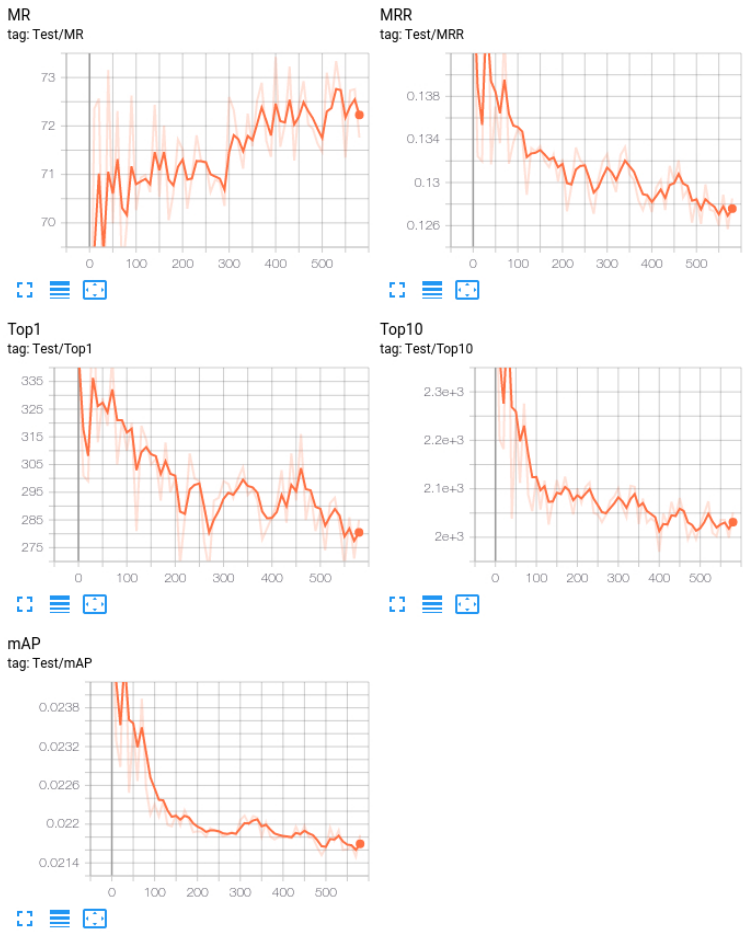 MR
tag: Test/MR
73
72
71
70
0 100 200 300 400 500
MRR
tag: Test/MRR
0.138
0.134
0.13
0.126
0 100 200 300 400 500
Top1
tag: Test/Top1
335
325
315
305
295
285
275
0 100 200 300 400 500
Top10
tag: Test/Top10
2.3e+3
2.2e+3
2.1e+3
2e+3
0 100 200 300 400 500
mAP
tag: Test/mAP
0.0238
0.0232
0.0226
0.022
0.0214
0 100 200 300 400 500